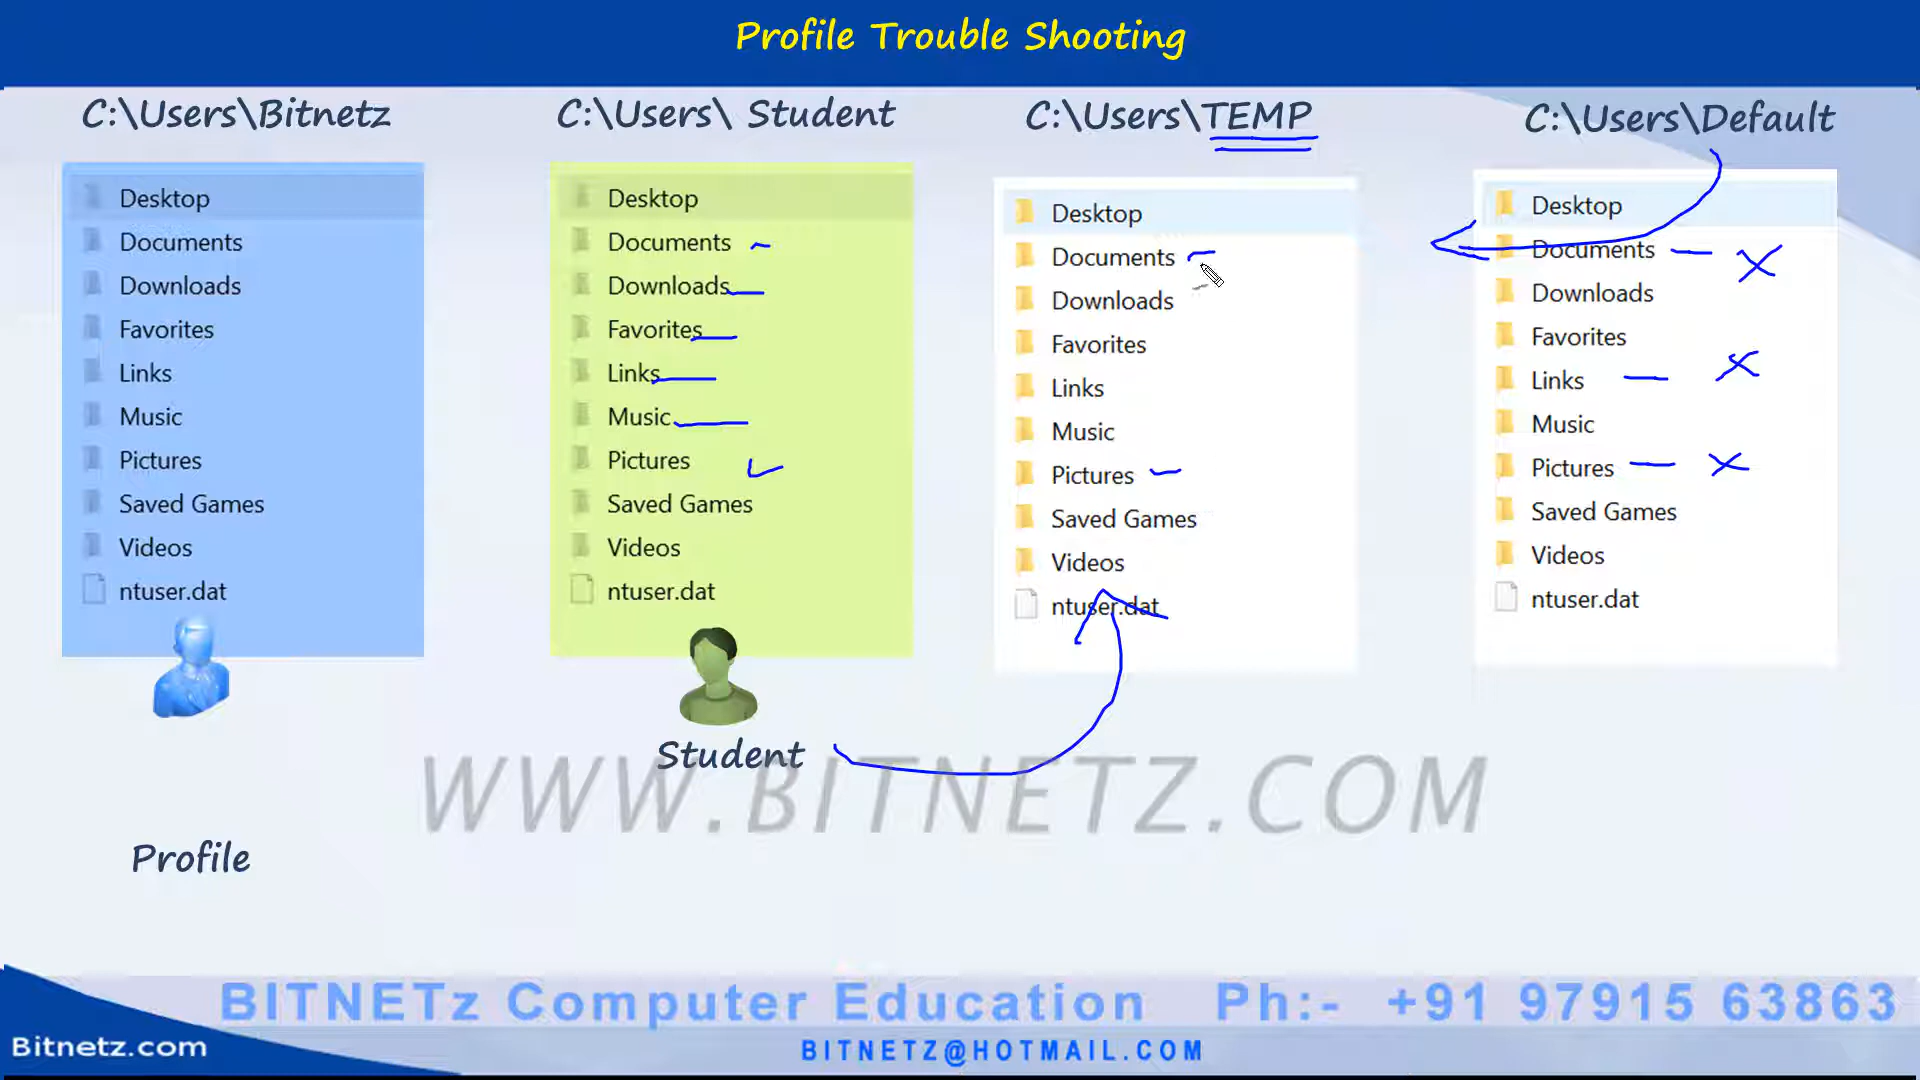 Profile Trouble Shooting
C:\Users\Bitnetz
Desktop
Documents
Downloads
Favorites
Links
Music
Pictures
Saved Games
Videos
ntuser.dat
C:\Users\ Student
Desktop
Documents
Downloads
Favorites
Links
Music
Pictures
Saved Games
Videos
ntuser.dat
Student
C:\Users\TEMP
Desktop
Documents
Downloads
Favorites
Links
Music
Pictures
Saved Games
Videos
ntuser.dat
C:\Users\Default
Desktop
Documents
Downloads
Favorites
Links
Music
Pictures
Saved Games
Videos
ntuser.dat
WWW.BITNETZ.COM
Profile
BITNETz Computer Education Ph:- +91 97915 63863
Bitnetz.com
BITNETZ@HOTMAIL.COM